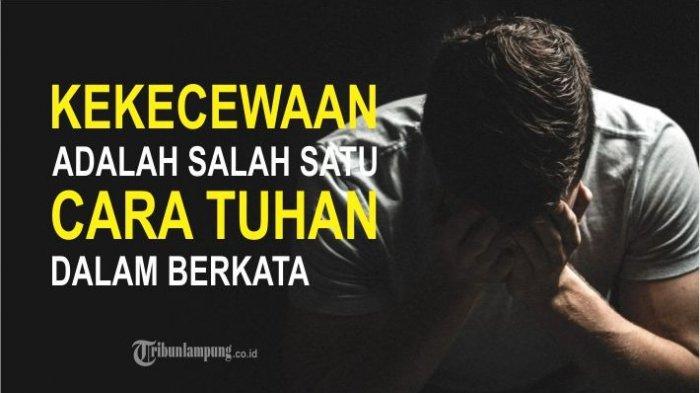 KEKECEWAAN
ADALAH SALAH SATU
CARA TUHAN
DALAM BERKATA
Tribunlampung.co.id